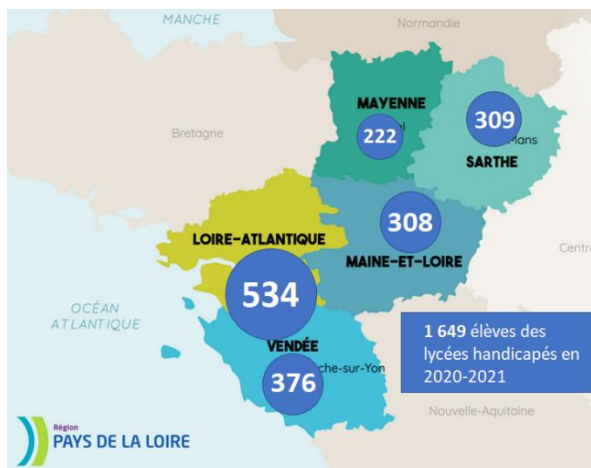 MANCHE
Normandie
Bretagne
MAYENNE
222
309
Mans
SARTHE
308
LOIRE-ATLANTIQUE
MAINE-ET-LOIRE
Centre
534
OCÉAN
ATLANTIQUE
VENDÉE
376
che-sur-Yon
1 649 élèves des
lycées handicapés en
2020-2021
Nouvelle-Aquitaine
Région
PAYS DE LA LOIRE